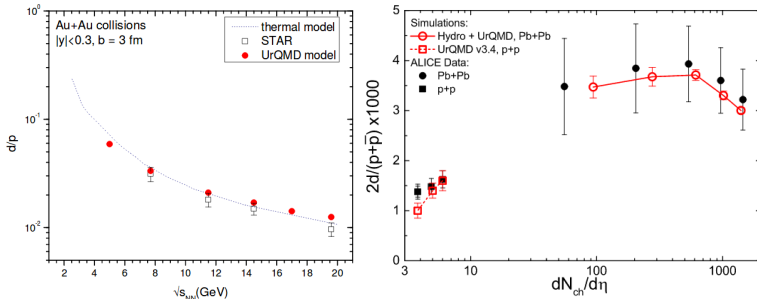 Au+Au collisions
|y|<0.3, b = 3 fm
thermal model
STAR
UrQMD model
d/p
10⁻¹
10⁻²
2 4 6 8 10 12 14 16 18 20
√s_NN(GeV)
Simulations:
Hydro + UrQMD, Pb+Pb
UrQMD v3.4, p+p
ALICE Data:
Pb+Pb
p+p
2d/(p+p̅) x1000
5
4
3
2
1
0
3 10 100 1000
dN_ch/dη